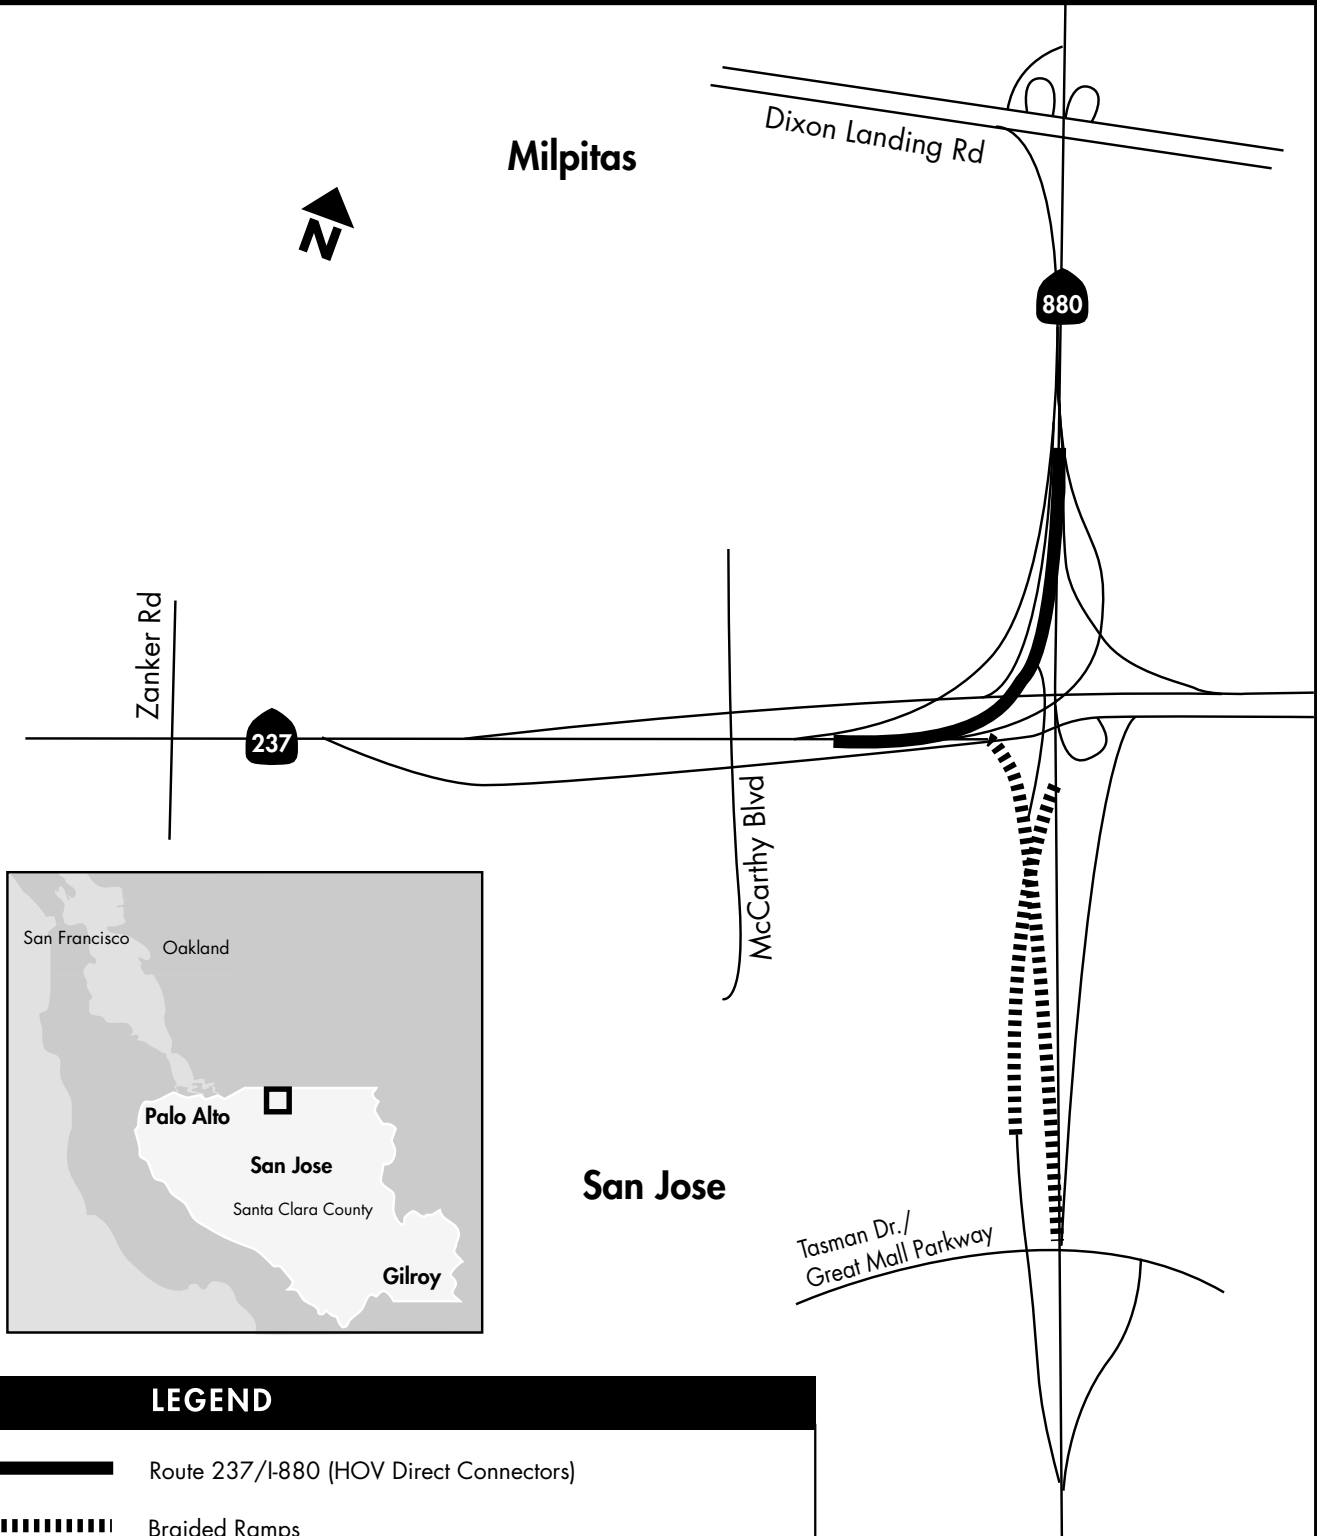 Dixon Landing Rd
Milpitas
N
880
Zanker Rd
237
McCarthy Blvd
San Francisco
Oakland
Palo Alto
San Jose
Santa Clara County
Gilroy
San Jose
Tasman Dr./
Great Mall Parkway
LEGEND
Route 237/I-880 (HOV Direct Connectors)
Braided Ramps